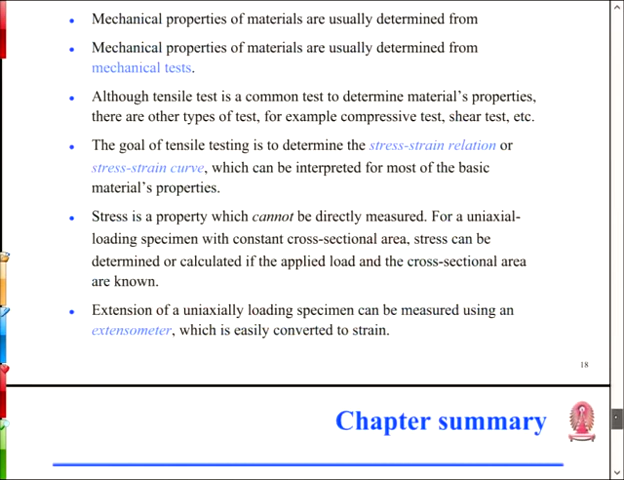 Mechanical properties of materials are usually determined from
Mechanical properties of materials are usually determined from
mechanical tests.
Although tensile test is a common test to determine material's properties,
there are other types of test, for example compressive test, shear test, etc.
The goal of tensile testing is to determine the stress-strain relation or
stress-strain curve, which can be interpreted for most of the basic
material's properties.
Stress is a property which cannot be directly measured. For a uniaxial-
loading specimen with constant cross-sectional area, stress can be
determined or calculated if the applied load and the cross-sectional area
are known.
Extension of a uniaxially loading specimen can be measured using an
extensometer, which is easily converted to strain.
18
Chapter summary